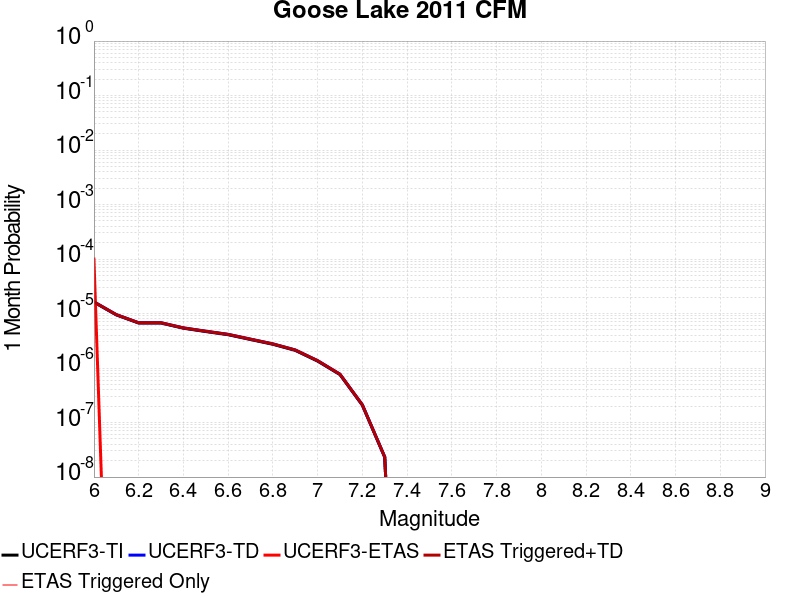 Goose Lake 2011 CFM
10^0
10^-1
10^-2
10^-3
10^-4
10^-5
10^-6
10^-7
10^-8
1 Month Probability
6 6.2 6.4 6.6 6.8 7 7.2 7.4 7.6 7.8 8 8.2 8.4 8.6 8.8 9
Magnitude
UCERF3-TI UCERF3-TD UCERF3-ETAS ETAS Triggered+TD
ETAS Triggered Only